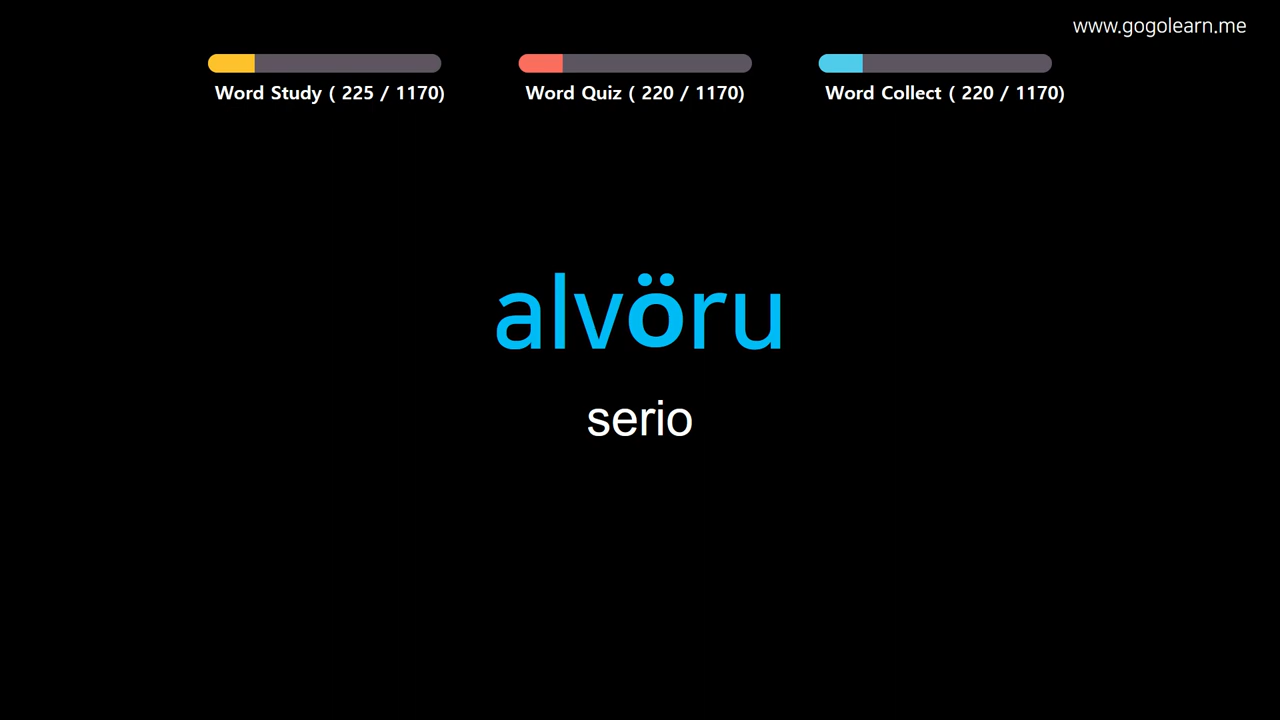 www.gogolearn.me
Word Study ( 225 / 1170)
Word Quiz ( 220 / 1170)
Word Collect ( 220 / 1170)
alvöru
serio